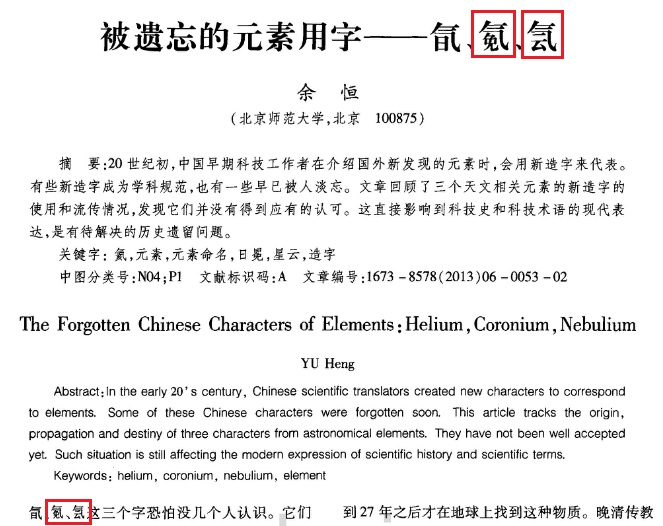 被遗忘的元素用字——氜、、
余 恒
(北京师范大学,北京 100875)
摘 要:20世纪初,中国早期科技工作者在介绍国外新发现的元素时,会用新造字来代表。
有些新造字成为学科规范,也有一些早已被人淡忘。文章回顾了三个天文相关元素的新造字的
使用和流传情况,发现它们并没有得到应有的认可。这直接影响到科技史和科技术语的现代表
达,是有待解决的历史遗留问题。
关键字:氦,元素,元素命名,日冕,星云,造字
中图分类号:N04;P1 文献标识码:A 文章编号:1673-8578(2013)06-0053-02
The Forgotten Chinese Characters of Elements:Helium,Coronium,Nebulium
YU Heng
Abstract:In the early 20's century, Chinese scientific translators created new characters to correspond
to elements. Some of these Chinese characters were forgotten soon. This article tracks the origin,
propagation and destiny of three characters from astronomical elements. They have not been well accepted
yet. Such situation is still affecting the modern expression of scientific history and scientific terms.
Keywords: helium, coronium, nebulium, element
氜、、这三个字恐怕没几个人认识。它们
到27年之后才在地球上找到这种物质。晚清传教